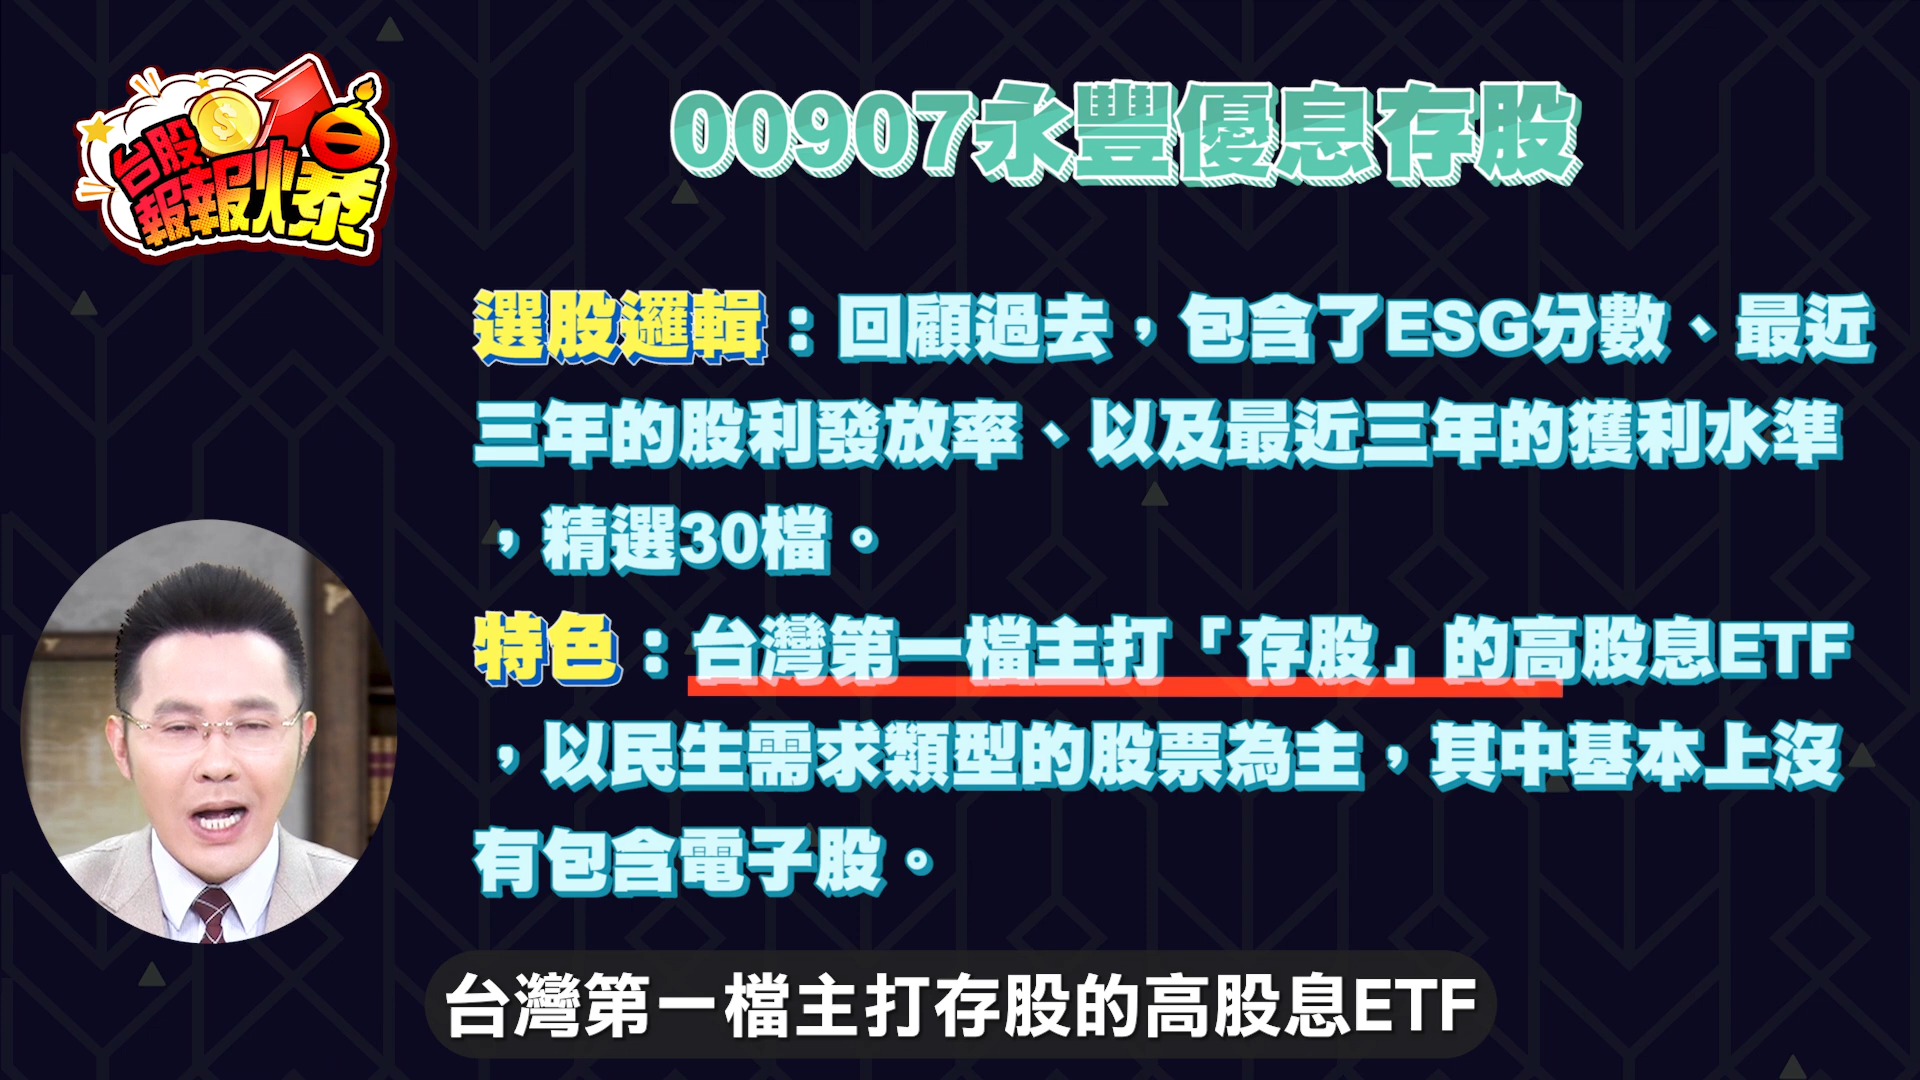 台股
報報爆
00907永豐優息存股
選股邏輯：回顧過去，包含了ESG分數、最近
三年的股利發放率、以及最近三年的獲利水準
，精選30檔。
特色：台灣第一檔主打「存股」的高股息ETF
，以民生需求類型的股票為主，其中基本上沒
有包含電子股。
台灣第一檔主打存股的高股息ETF